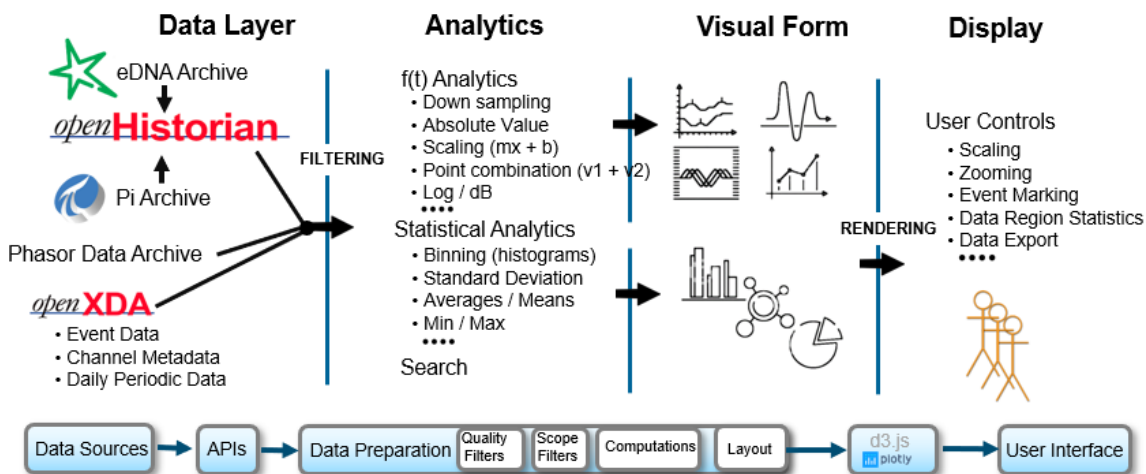 Data Layer
Analytics
Visual Form
Display
eDNA Archive
openHistorian
Pi Archive
Phasor Data Archive
openXDA
• Event Data
• Channel Metadata
• Daily Periodic Data
FILTERING
f(t) Analytics
• Down sampling
• Absolute Value
• Scaling (mx + b)
• Point combination (v1 + v2)
• Log / dB
••••
Statistical Analytics
• Binning (histograms)
• Standard Deviation
• Averages / Means
• Min / Max
••••
Search
RENDERING
User Controls
• Scaling
• Zooming
• Event Marking
• Data Region Statistics
• Data Export
••••
Data Sources
APIs
Data Preparation
Quality
Filters
Scope
Filters
Computations
Layout
d3.js
plotly
User Interface